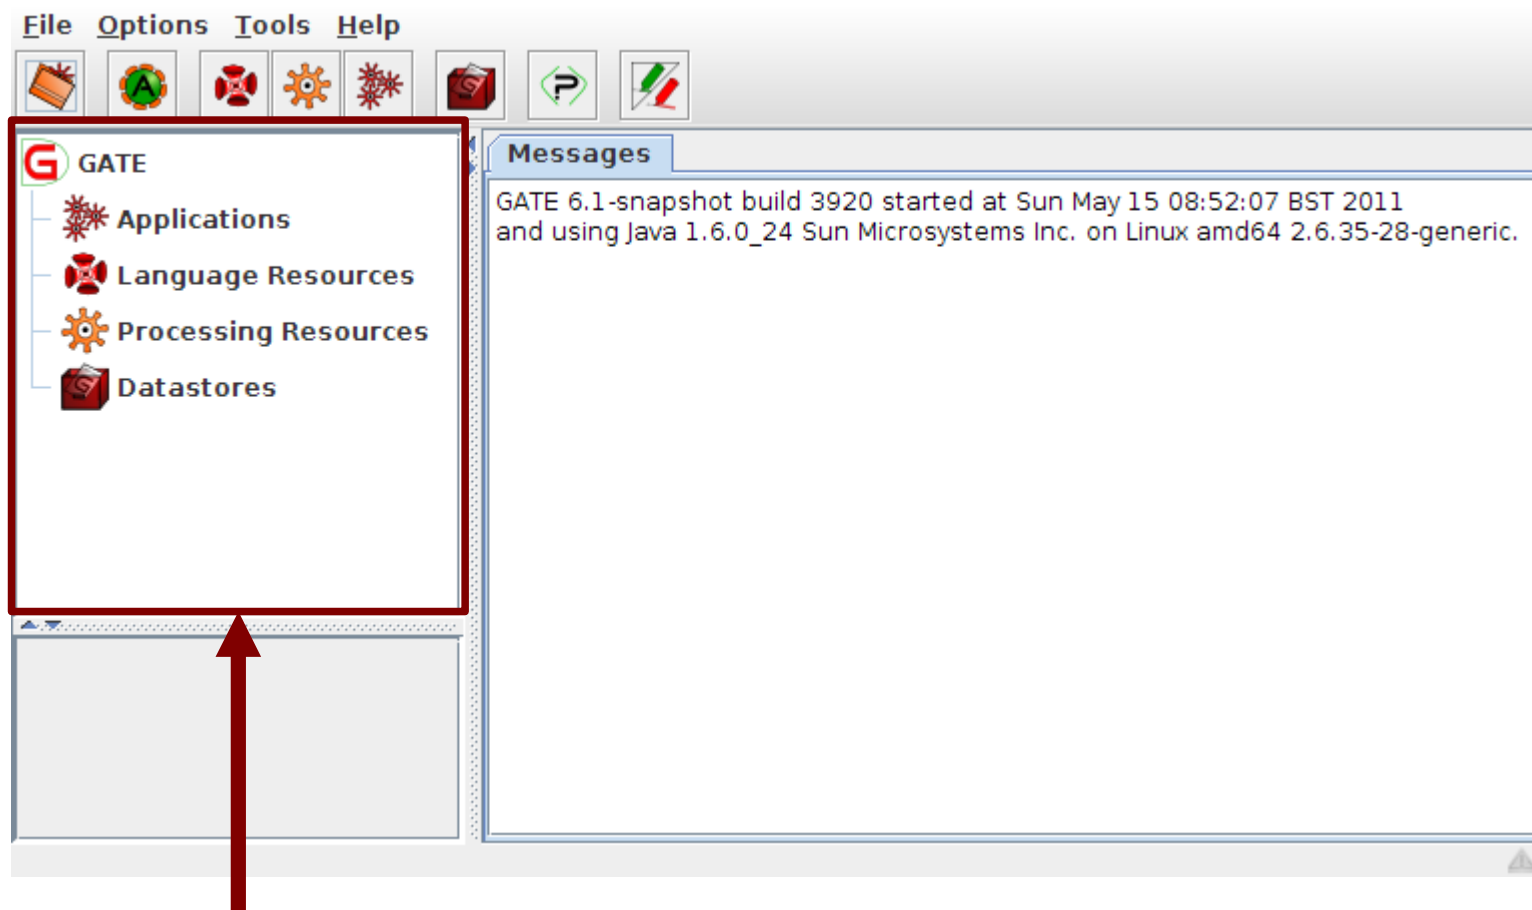 File Options Tools Help
GATE
Applications
Language Resources
Processing Resources
Datastores
Messages
GATE 6.1-snapshot build 3920 started at Sun May 15 08:52:07 BST 2011
and using Java 1.6.0_24 Sun Microsystems Inc. on Linux amd64 2.6.35-28-generic.